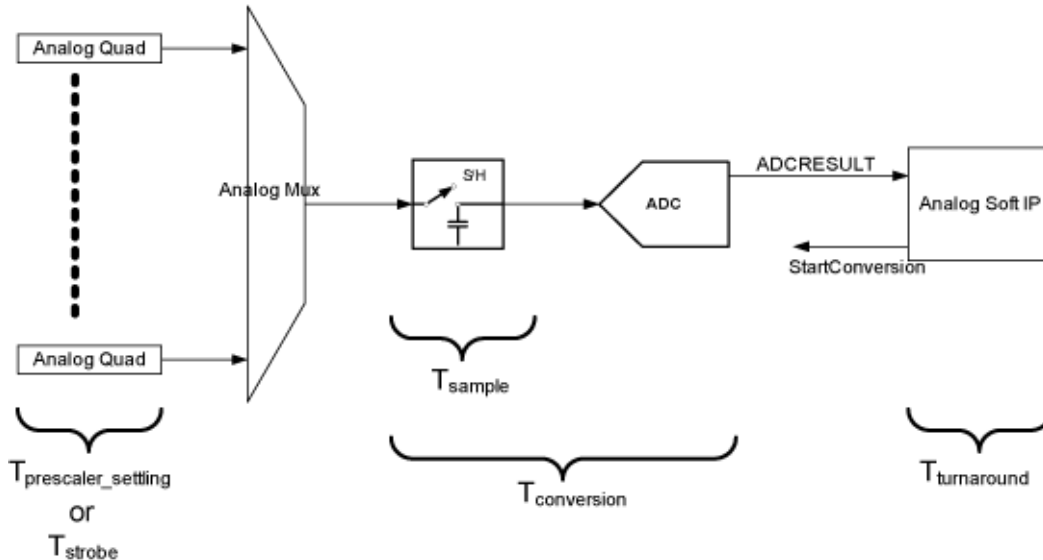 Analog Quad
Analog Mux
S/H
ADC
ADCRESULT
Analog Soft IP
StartConversion
Analog Quad
Tsample
Tprescaler_settling
or
Tstrobe
Tconversion
Tturnaround